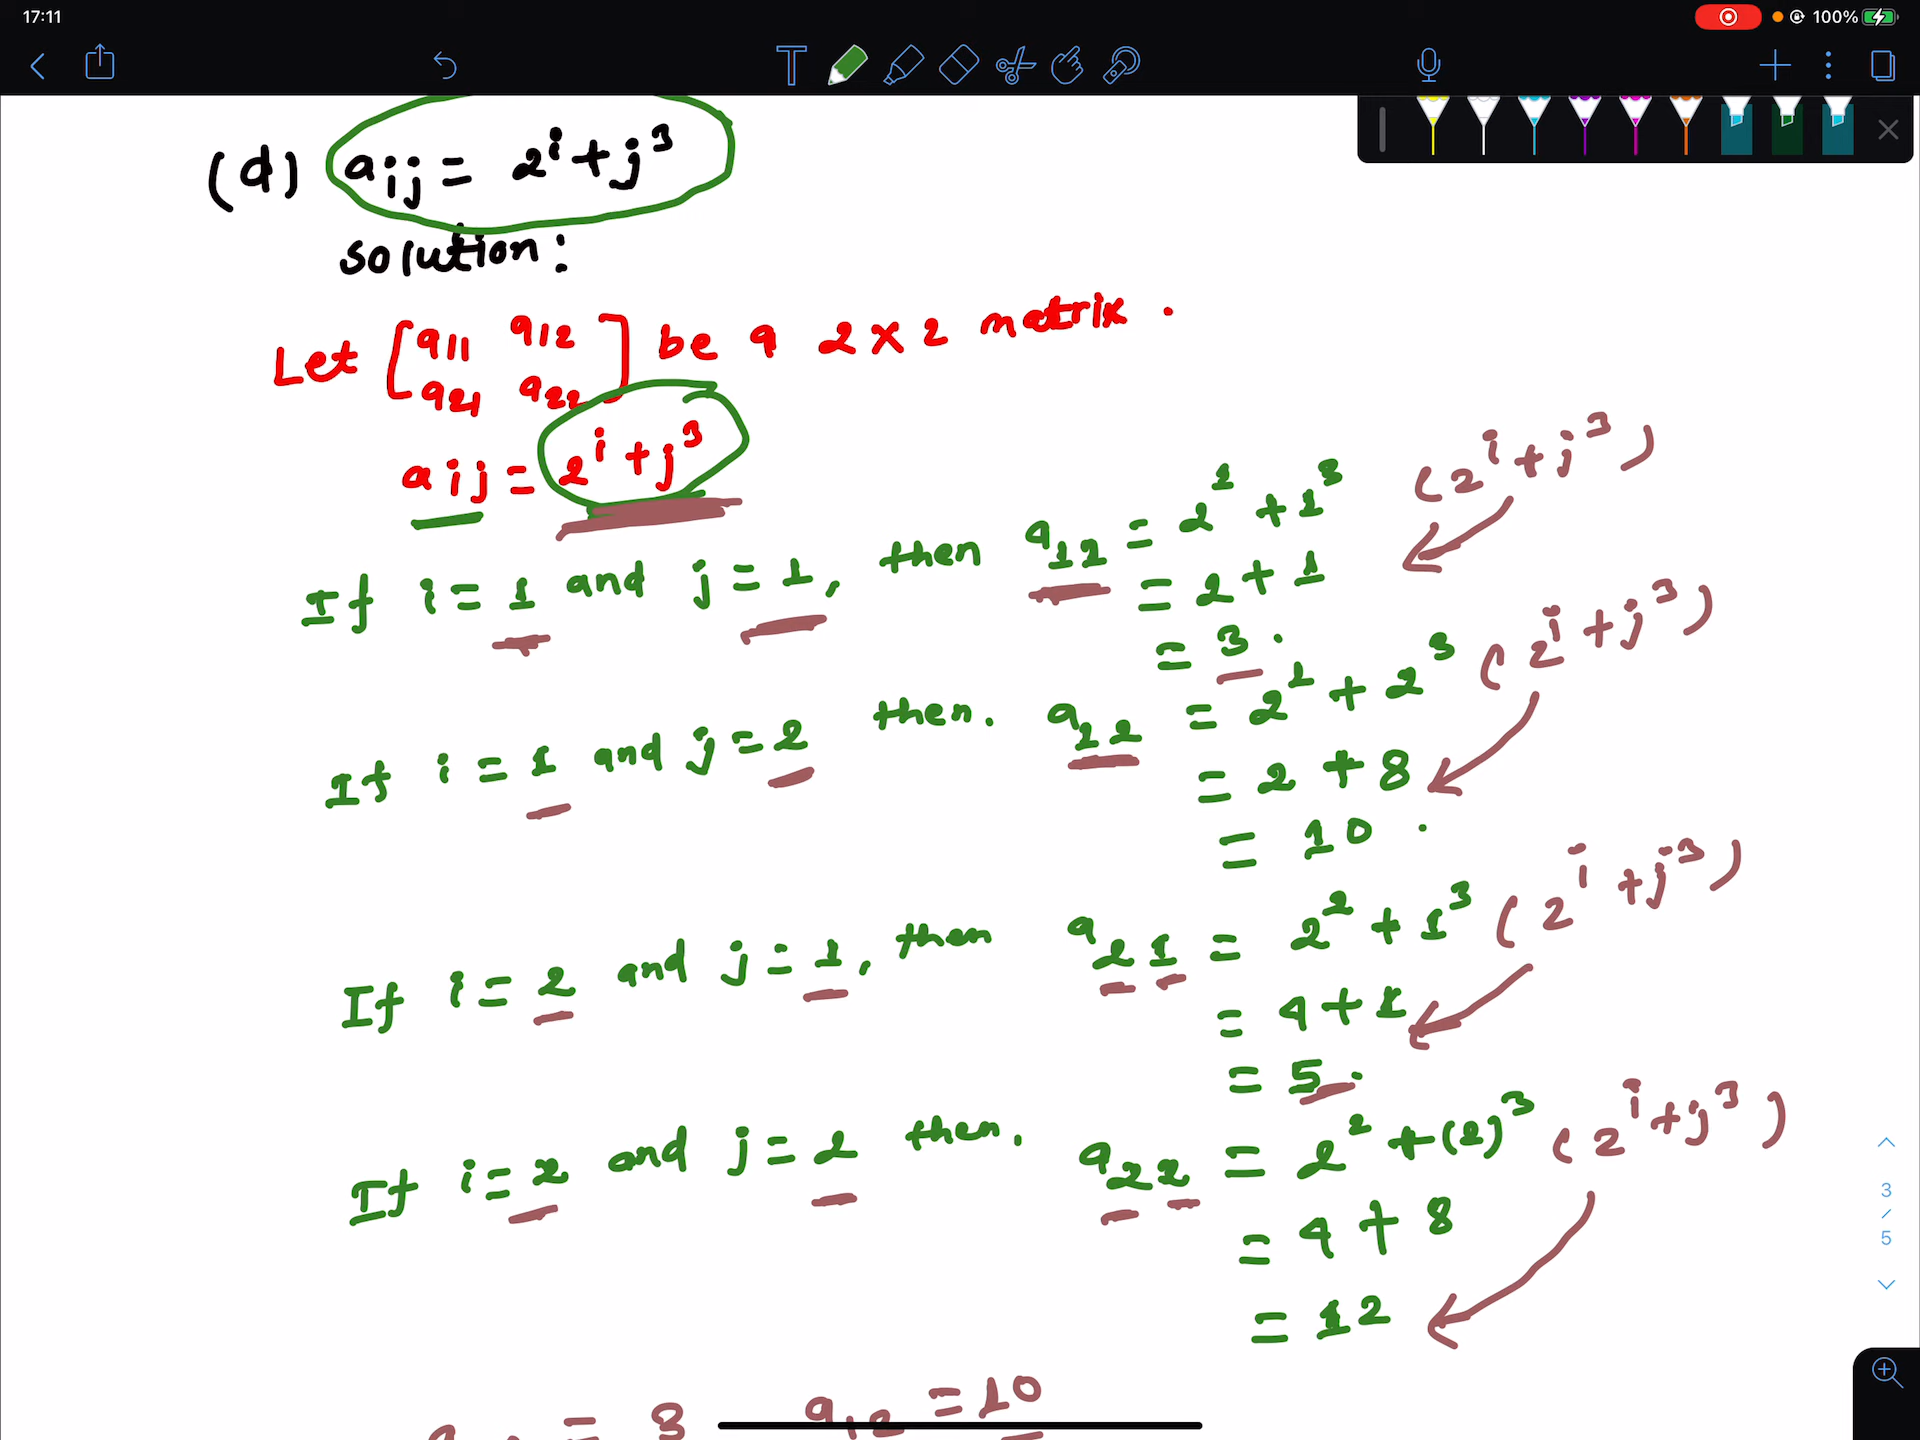 17:11
100%
(d) aij = 2^i + j^3
solution:
Let [a11 a12
a21 a22] be a 2 x 2 matrix.
aij = 2^i + j^3
If i = 1 and j = 1, then a11 = 2^1 + 1^3 (2^i + j^3)
= 2 + 1
= 3.
If i = 1 and j = 2 then. a12 = 2^1 + 2^3 (2^i + j^3)
= 2 + 8
= 10.
If i = 2 and j = 1, then a21 = 2^2 + 1^3 (2^i + j^3)
= 4 + 1
= 5.
If i = 2 and j = 2 then. a22 = 2^2 + (2)^3 (2^i + j^3)
= 4 + 8
= 12
= 3 a12 = 10
3
/
5